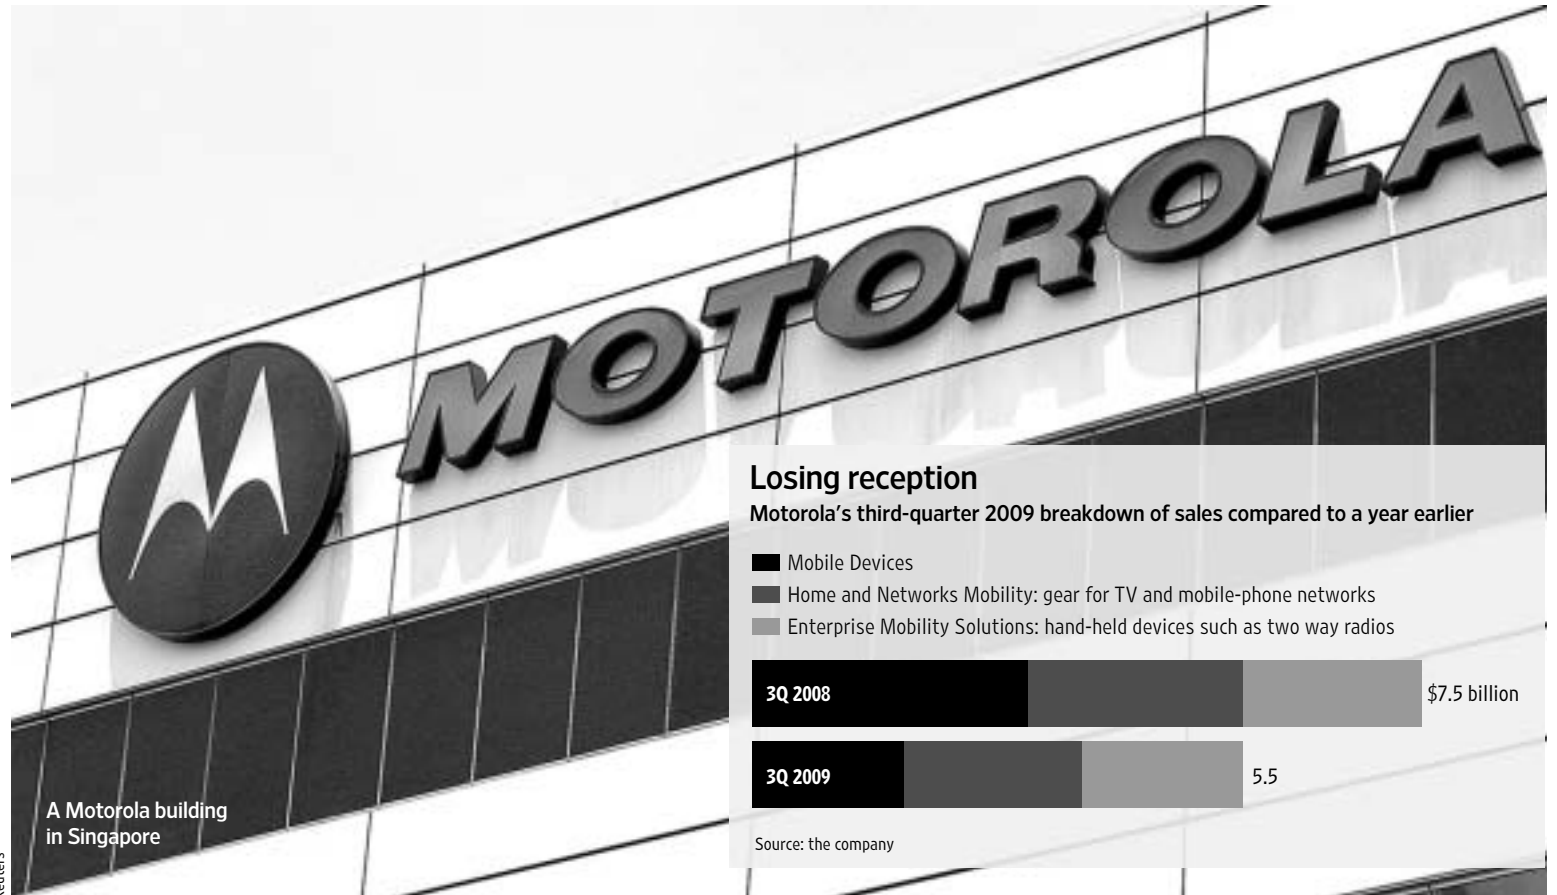 MOTOROLA
Losing reception
Motorola's third-quarter 2009 breakdown of sales compared to a year earlier
Mobile Devices
Home and Networks Mobility: gear for TV and mobile-phone networks
Enterprise Mobility Solutions: hand-held devices such as two way radios
3Q 2008 $7.5 billion
3Q 2009 5.5
Source: the company
A Motorola building
in Singapore